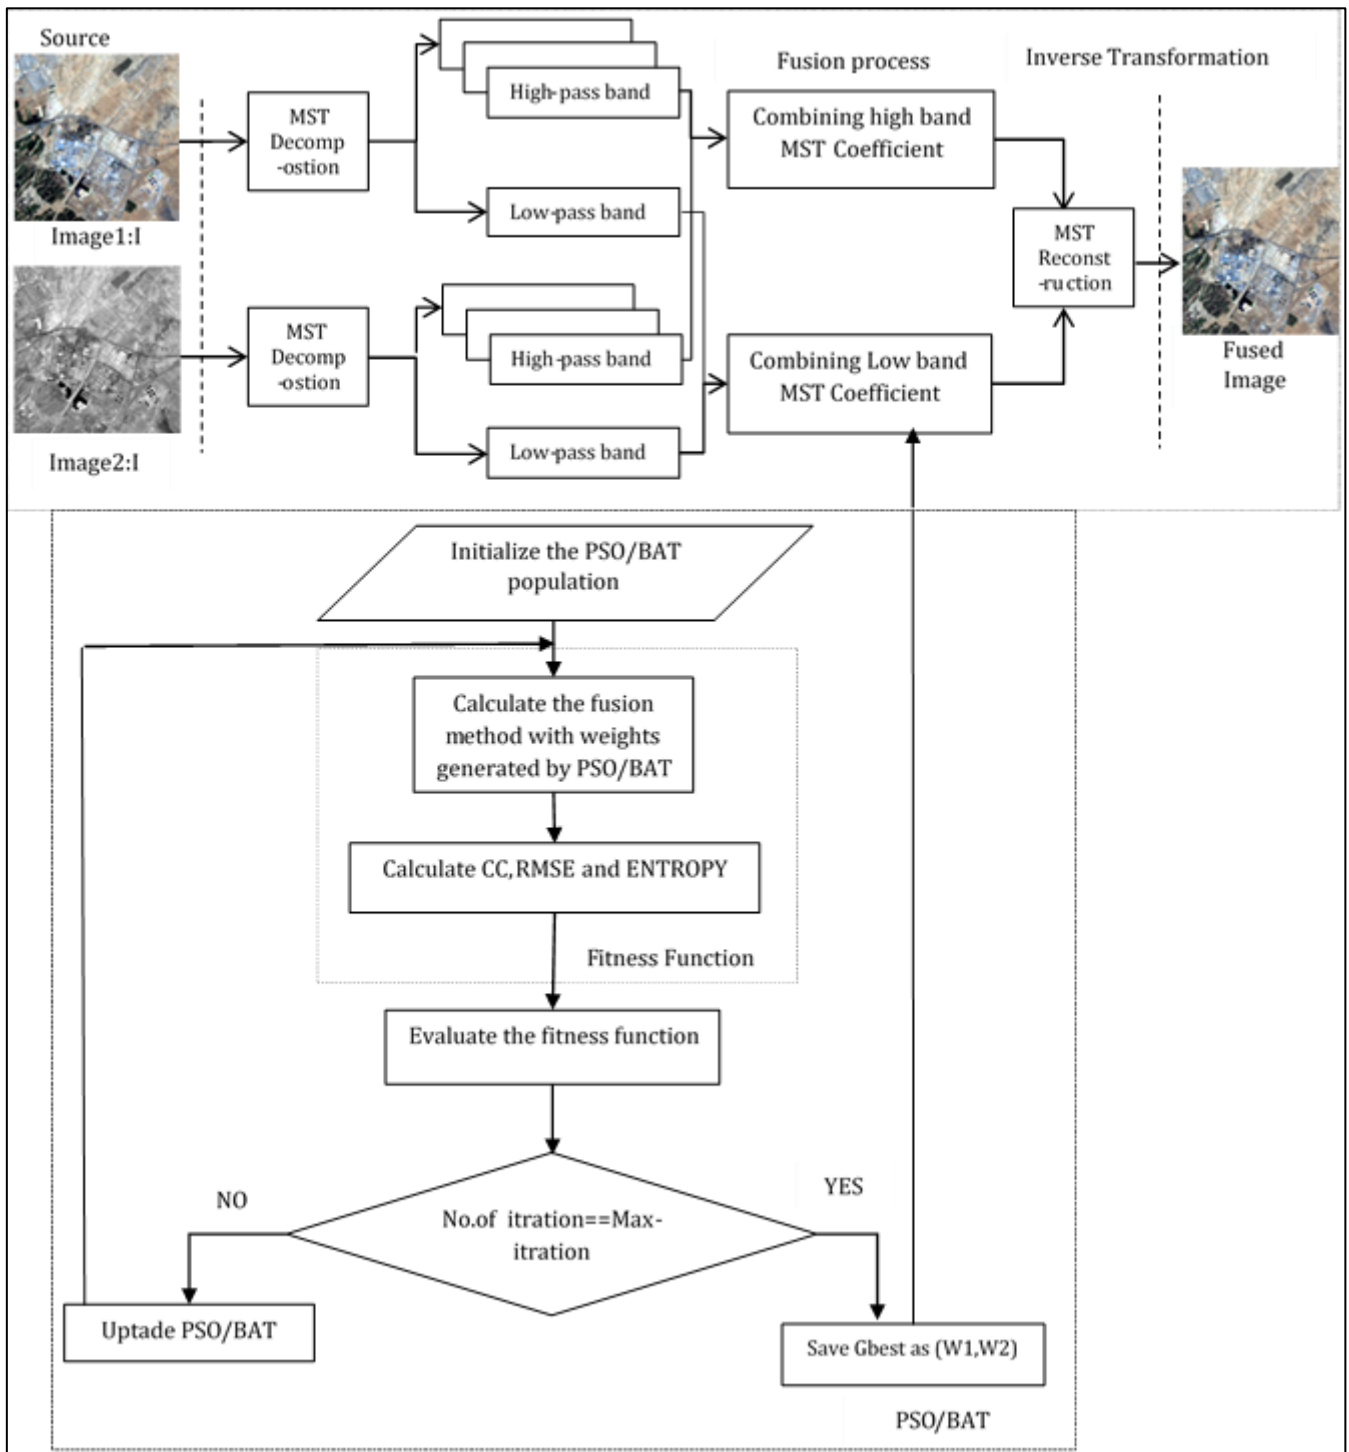 Source
Image1:I
Image2:I
MST
Decomp
-ostion
High-pass band
Low-pass band
MST
Decomp
-ostion
High-pass band
Low-pass band
Fusion process
Combining high band
MST Coefficient
Combining Low band
MST Coefficient
Inverse Transformation
MST
Reconst
-ruction
Fused
Image
Initialize the PSO/BAT
population
Calculate the fusion
method with weights
generated by PSO/BAT
Calculate CC,RMSE and ENTROPY
Fitness Function
Evaluate the fitness function
NO
YES
No.of itration==Max-
itration
Uptade PSO/BAT
Save Gbest as (W1,W2)
PSO/BAT